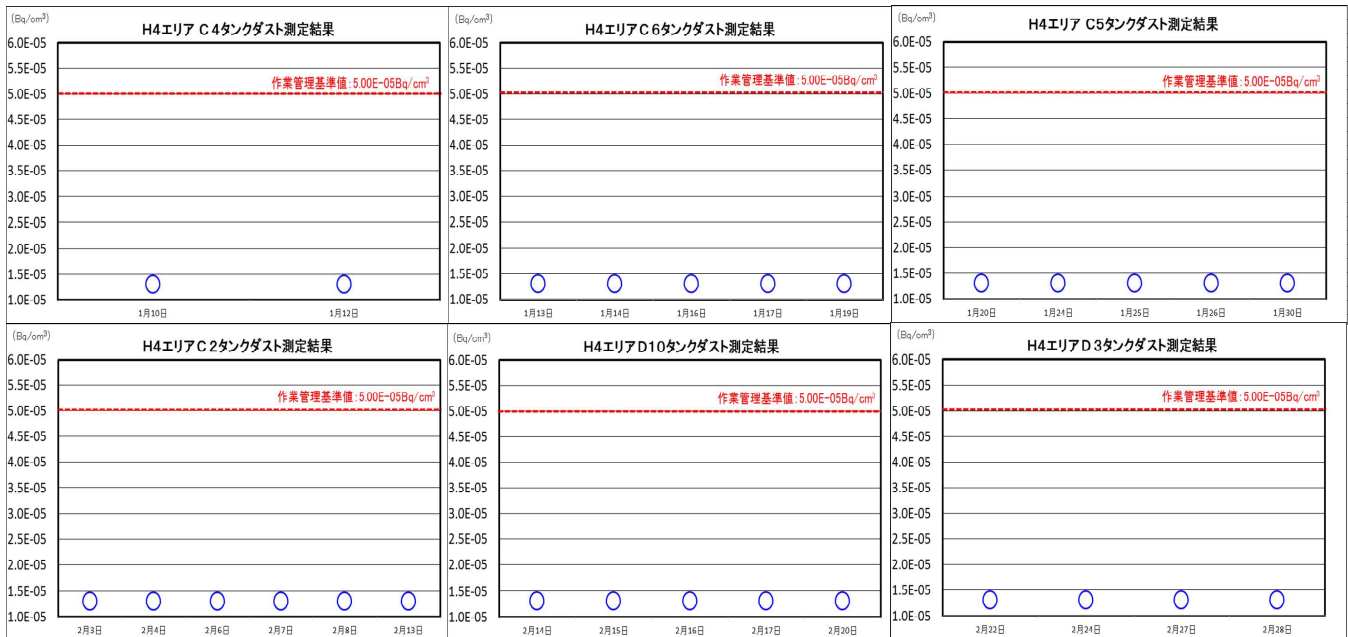 (Bq/cm³)
H4エリア C4タンクダスト測定結果
6.0E-05
5.5E-05
作業管理基準値:5.00E-05Bq/cm³
5.0E-05
4.5E-05
4.0E-05
3.5E-05
3.0E-05
2.5E-05
2.0E-05
1.5E-05
1.0E-05
1月10日 1月12日
(Bq/cm³)
H4エリア C6タンクダスト測定結果
6.0E-05
5.5E-05
作業管理基準値:5.00E-05Bq/cm³
5.0E-05
4.5E-05
4.0E-05
3.5E-05
3.0E-05
2.5E-05
2.0E-05
1.5E-05
1.0E-05
1月13日 1月14日 1月16日 1月17日 1月19日
(Bq/cm³)
H4エリア C5タンクダスト測定結果
6.0E-05
5.5E-05
作業管理基準値:5.00E-05Bq/cm³
5.0E-05
4.5E-05
4.0E-05
3.5E-05
3.0E-05
2.5E-05
2.0E-05
1.5E-05
1.0E-05
1月20日 1月24日 1月25日 1月26日 1月30日
(Bq/cm³)
H4エリア C2タンクダスト測定結果
6.0E-05
5.5E-05
作業管理基準値:5.00E-05Bq/cm³
5.0E-05
4.5E-05
4.0E-05
3.5E-05
3.0E-05
2.5E-05
2.0E-05
1.5E-05
1.0E-05
2月3日 2月4日 2月6日 2月7日 2月8日 2月13日
(Bq/cm³)
H4エリアD10タンクダスト測定結果
6.0E-05
5.5E-05
作業管理基準値:5.00E-05Bq/cm³
5.0E-05
4.5E-05
4.0E-05
3.5E-05
3.0E-05
2.5E-05
2.0E-05
1.5E-05
1.0E-05
2月14日 2月15日 2月16日 2月17日 2月20日
(Bq/cm³)
H4エリアD3タンクダスト測定結果
6.0E-05
5.5E-05
作業管理基準値:5.00E-05Bq/cm³
5.0E-05
4.5E-05
4.0E-05
3.5E-05
3.0E-05
2.5E-05
2.0E-05
1.5E-05
1.0E-05
2月22日 2月24日 2月27日 2月28日